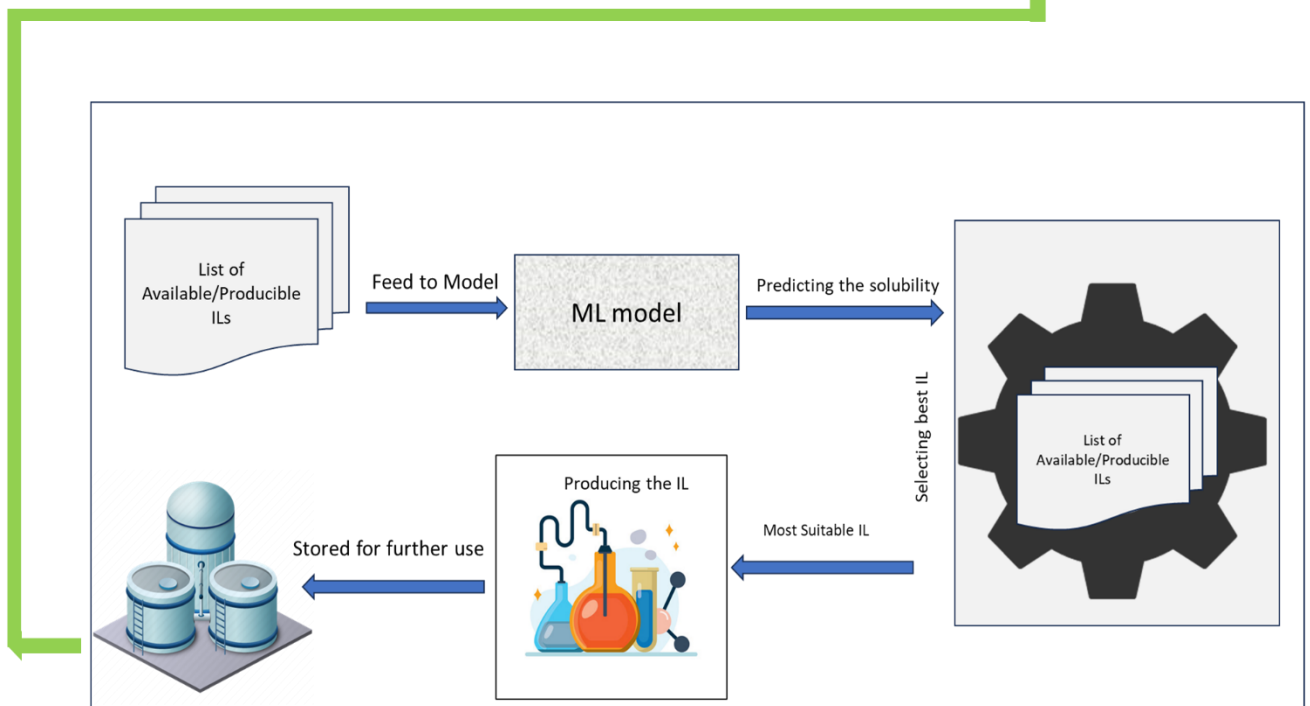 List of
Available/Producible
ILs
Feed to Model
ML model
Predicting the solubility
Selecting best IL
List of
Available/Producible
ILs
Most Suitable IL
Producing the IL
Stored for further use